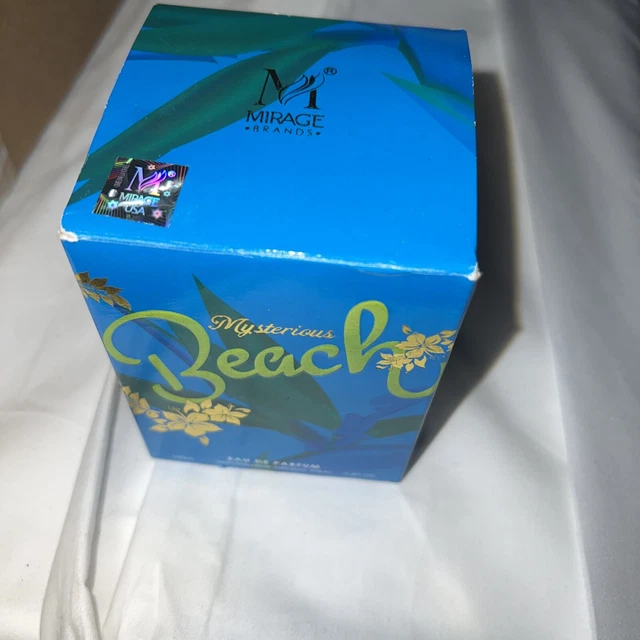 M®
MIRAGE
•BRANDS•
M®
MIRAGE
USA
Mysterious
Beach
EAU DE PARFUM